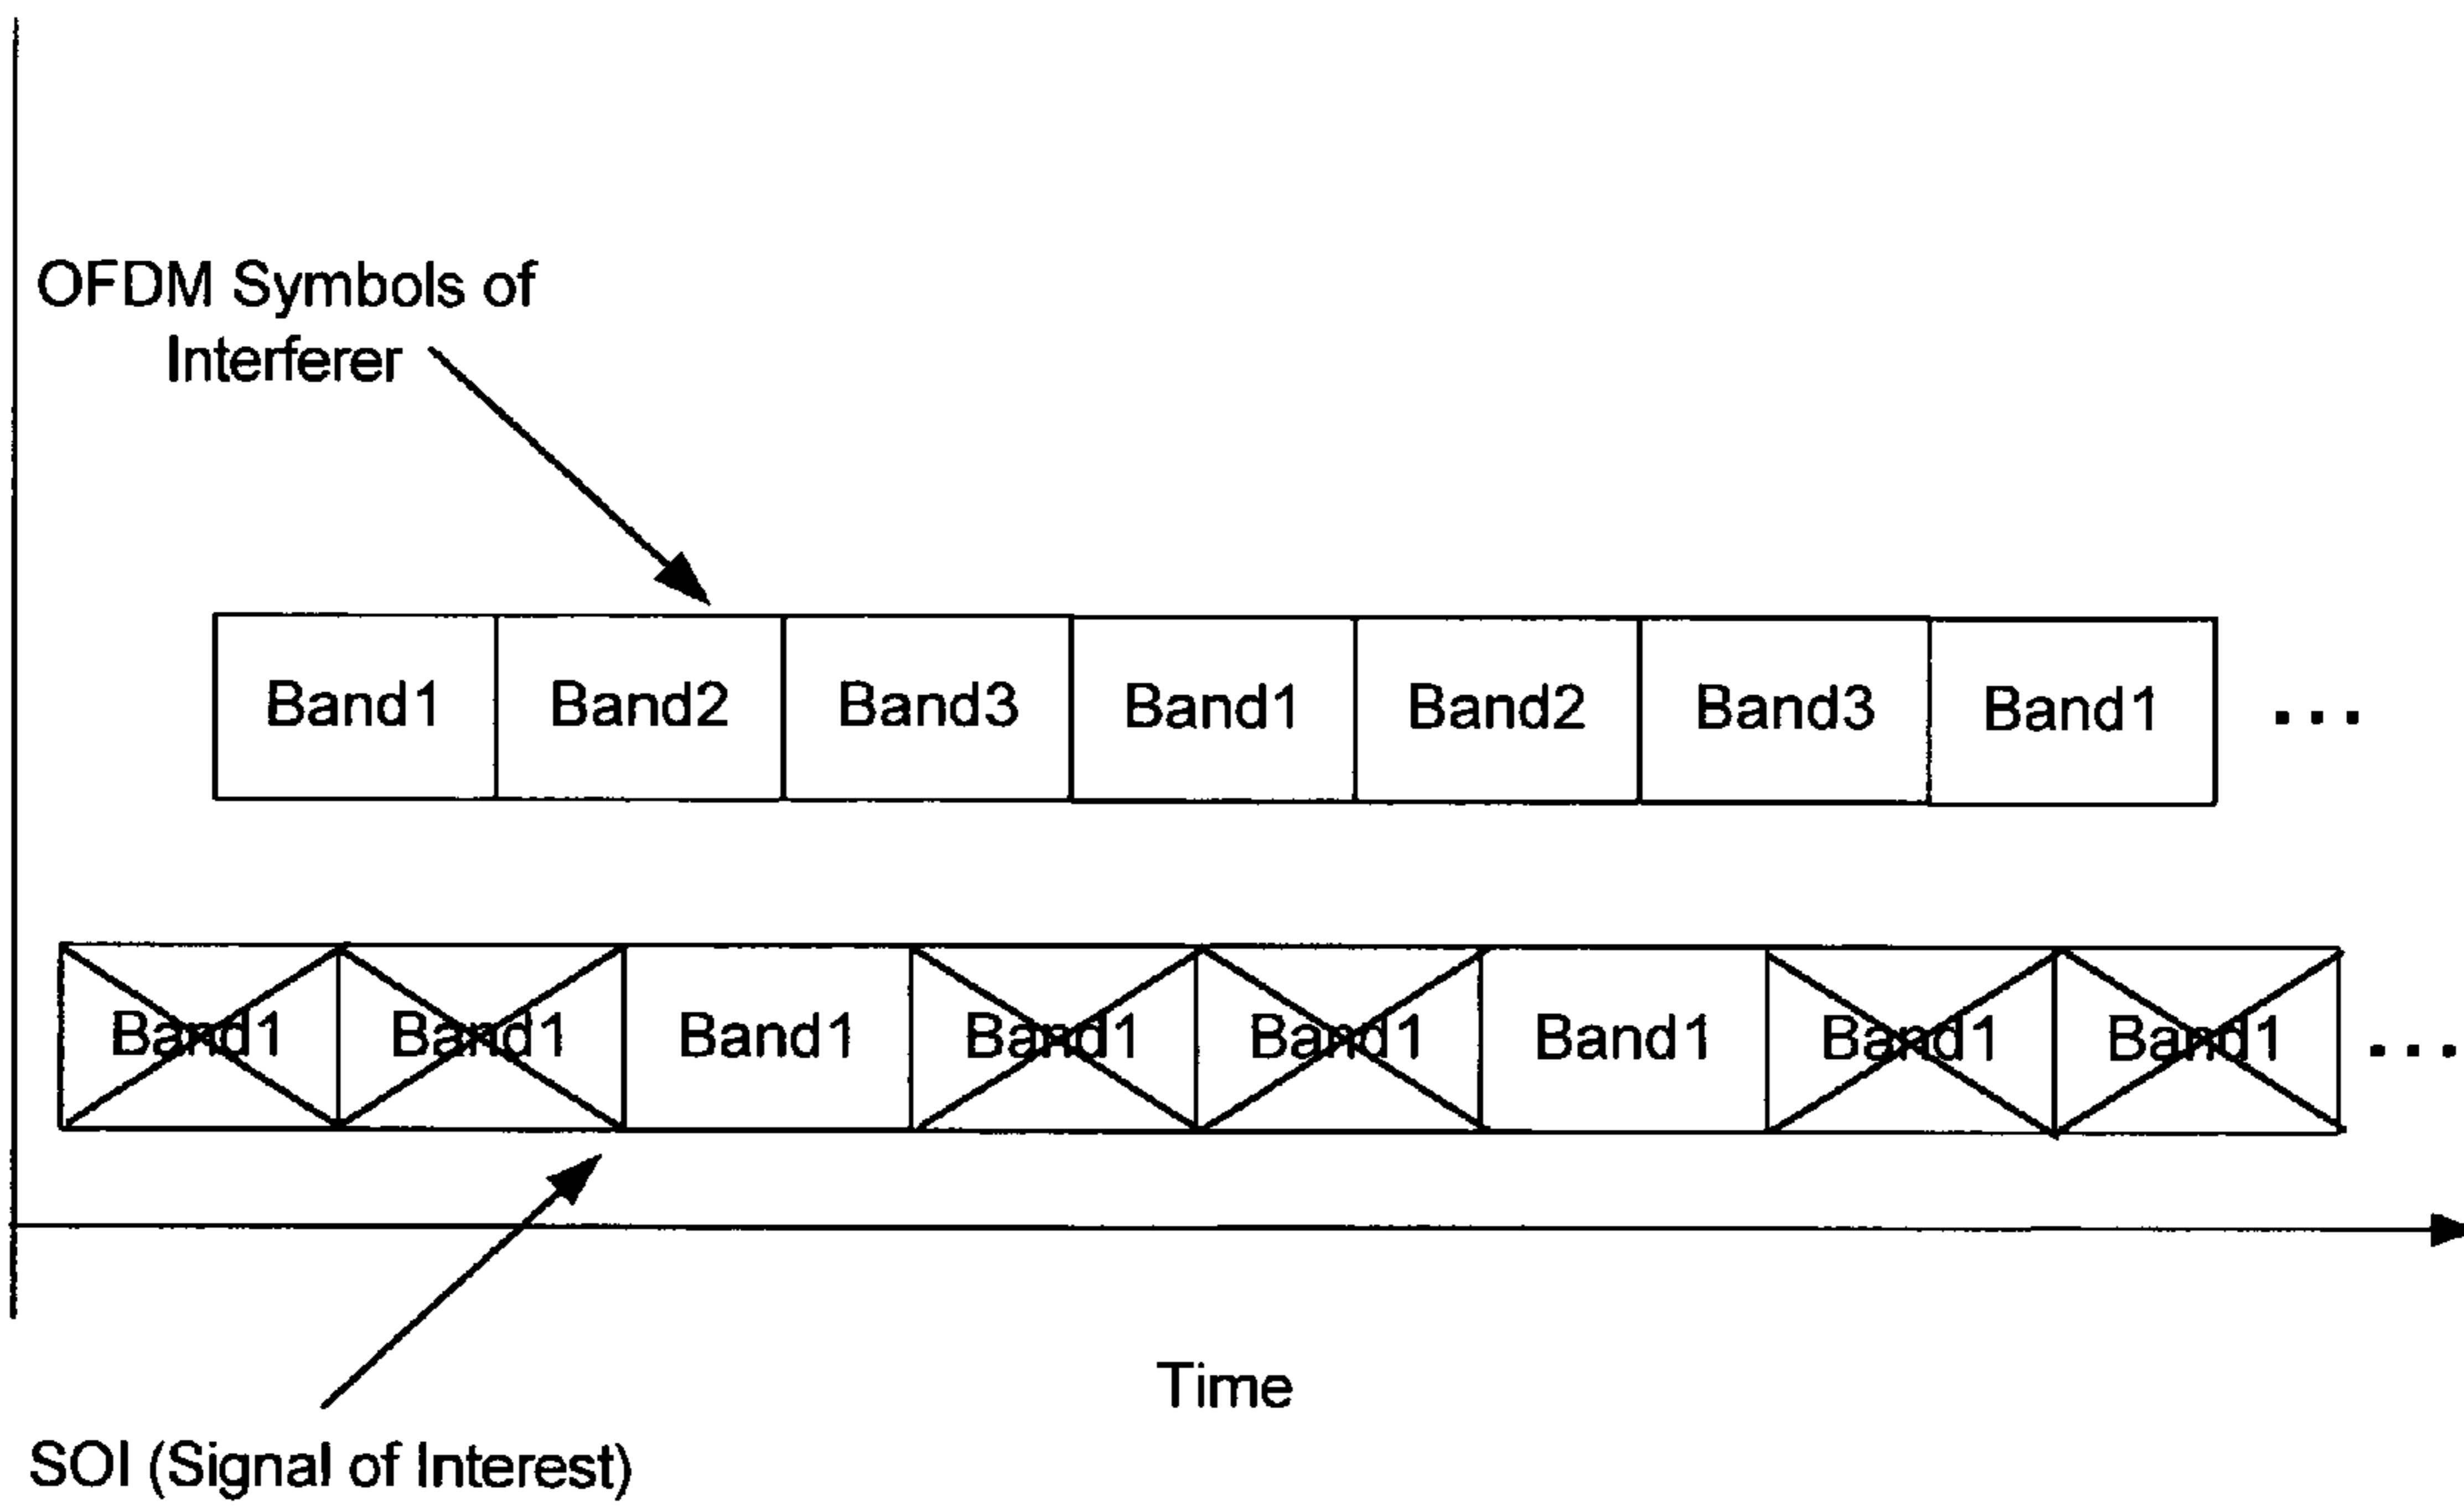 OFDM Symbols of
Interferer
Band1 Band2 Band3 Band1 Band2 Band3 Band1 ...
Band1 Band1 Band1 Band1 Band1 Band1 Band1 Band1 ...
Time
SOI (Signal of Interest)